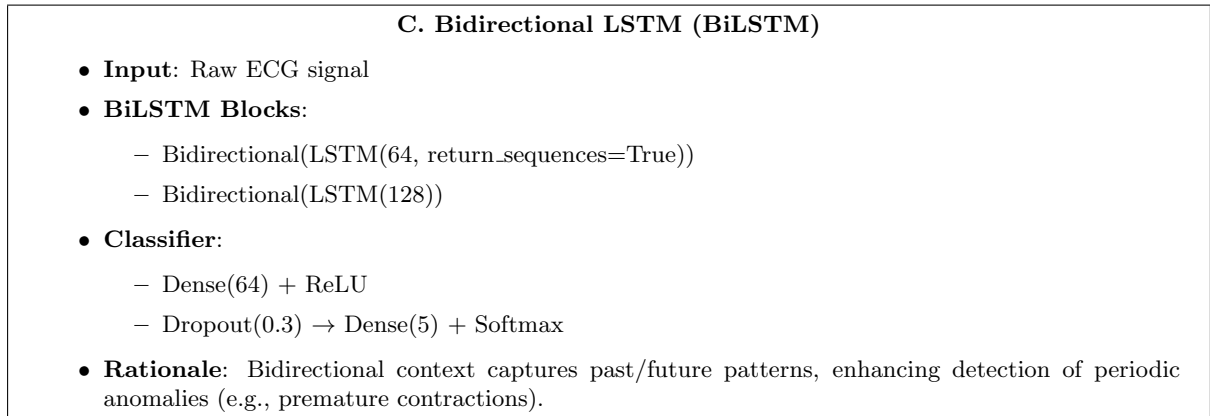 C. Bidirectional LSTM (BiLSTM)
• Input: Raw ECG signal
• BiLSTM Blocks:
– Bidirectional(LSTM(64, return_sequences=True))
– Bidirectional(LSTM(128))
• Classifier:
– Dense(64) + ReLU
– Dropout(0.3) → Dense(5) + Softmax
• Rationale: Bidirectional context captures past/future patterns, enhancing detection of periodic
anomalies (e.g., premature contractions).